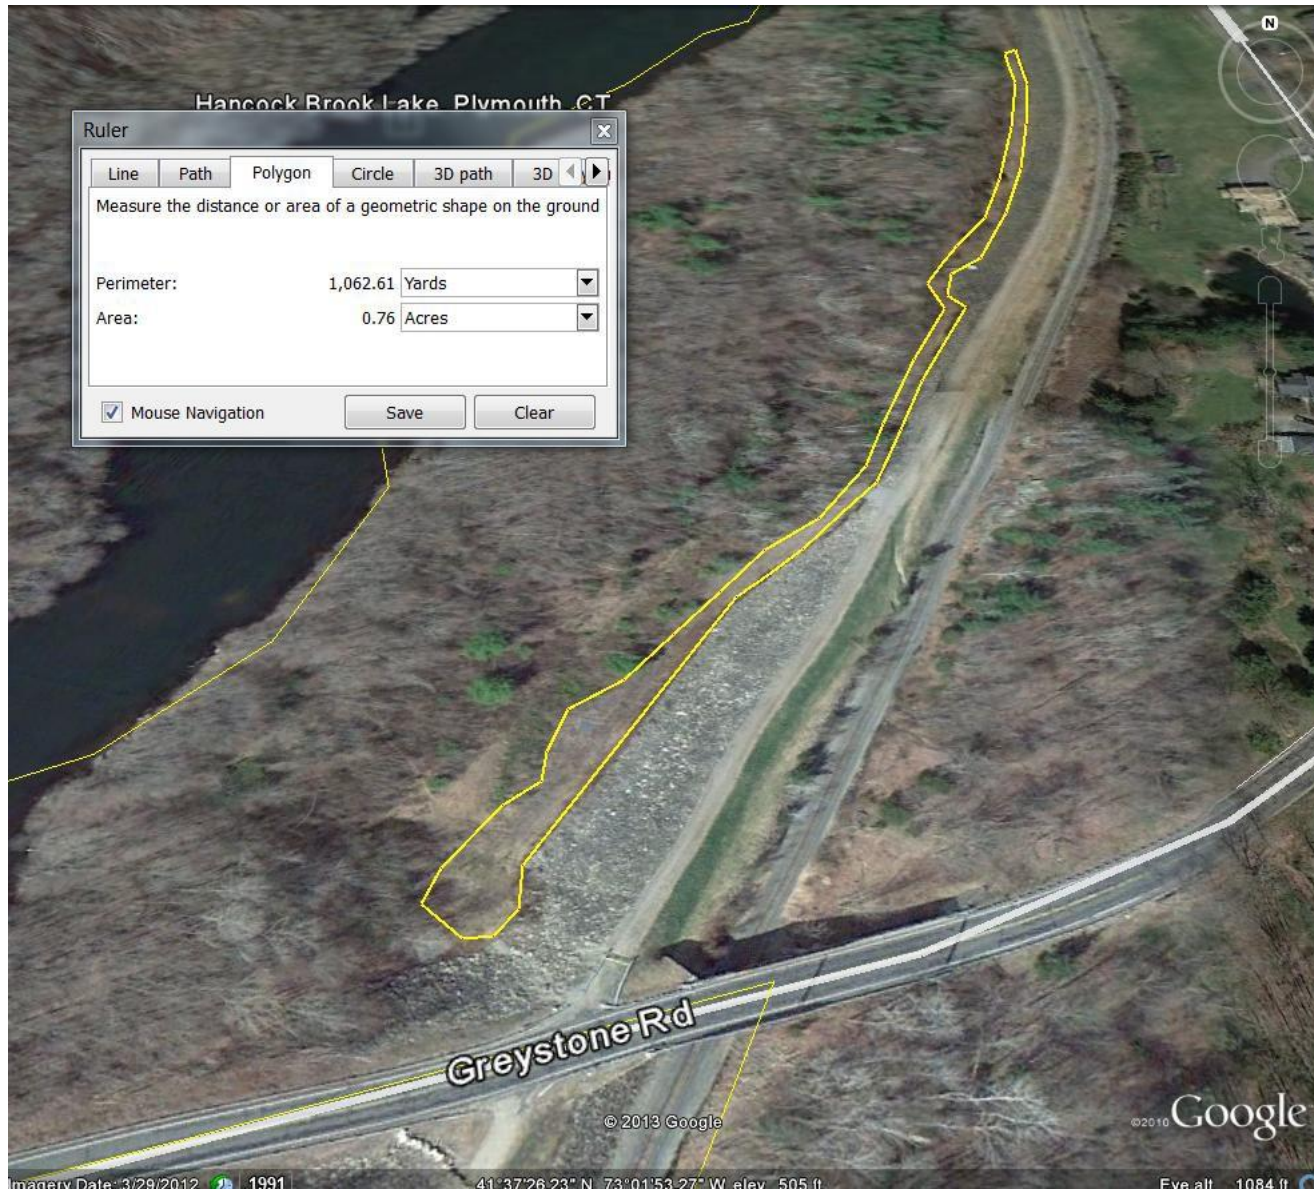 N
Hancock Brook Lake, Plymouth, CT
Ruler
Line Path Polygon Circle 3D path 3D
Measure the distance or area of a geometric shape on the ground
Perimeter: 1,062.61 Yards
Area: 0.76 Acres
Mouse Navigation Save Clear
Greystone Rd
© 2013 Google
©2010 Google
Imagery Date: 3/29/2012 1991 41°37'26.23" N 73°01'53.27" W elev 505 ft Eye alt 1084 ft